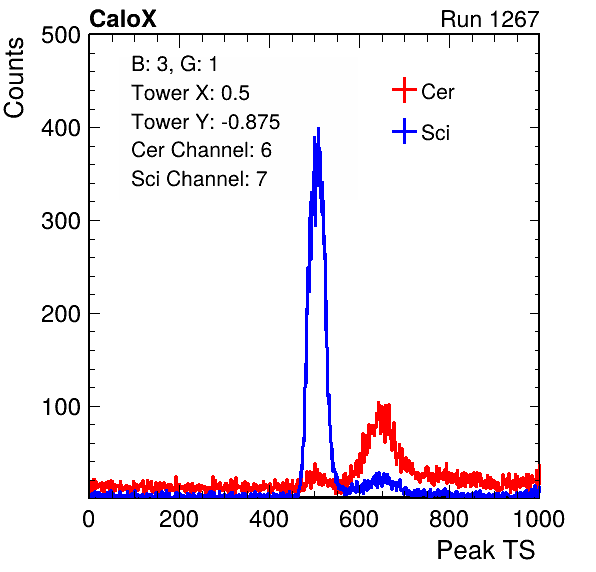 CaloX
Run 1267
Counts
B: 3, G: 1
Tower X: 0.5
Tower Y: -0.875
Cer Channel: 6
Sci Channel: 7
Cer
Sci
500
400
300
200
100
0 200 400 600 800 1000
Peak TS